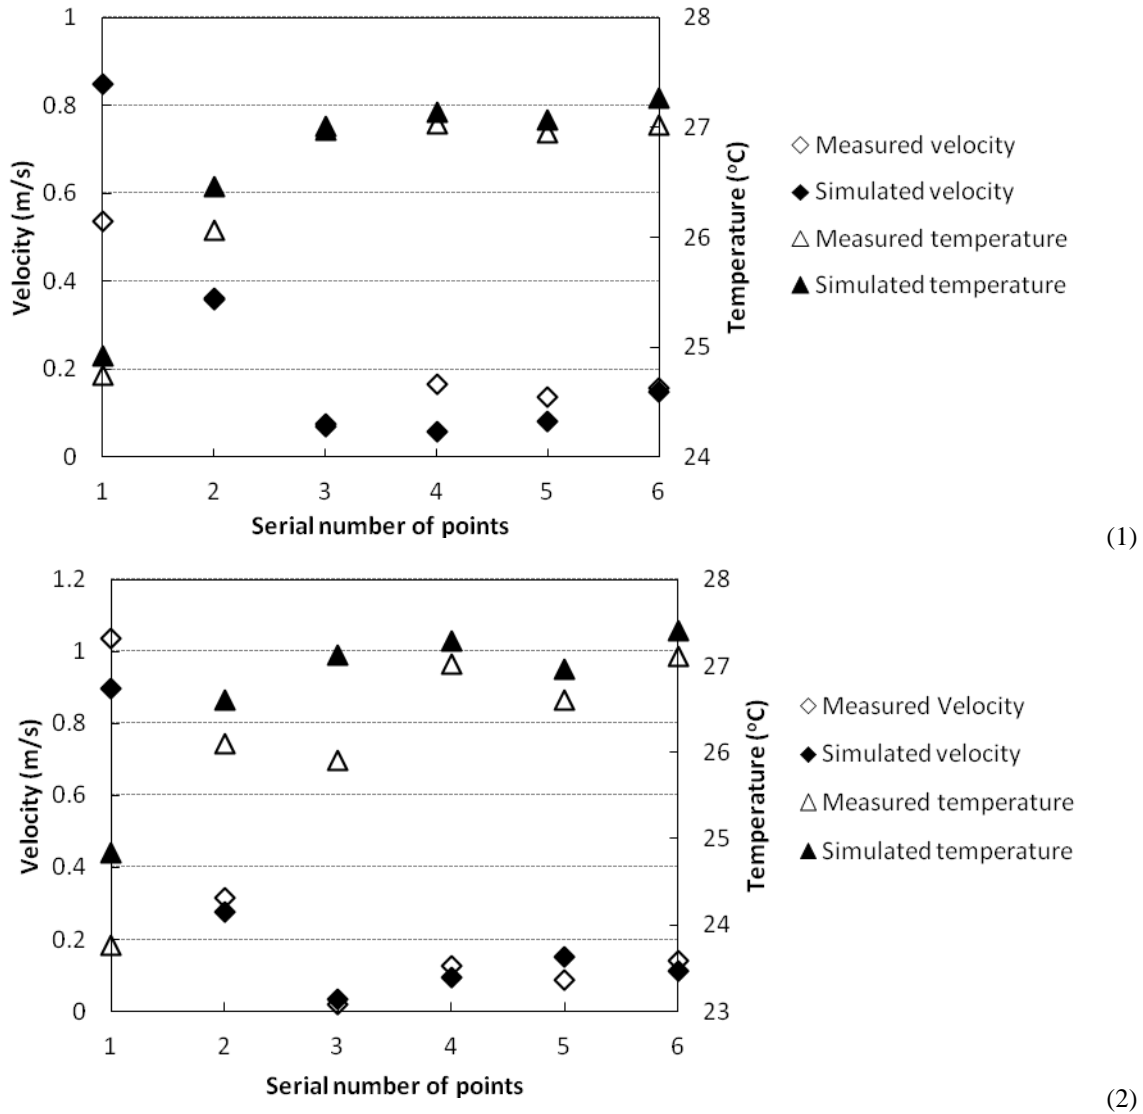 1
0.8
0.6
0.4
0.2
0
Velocity (m/s)
1 2 3 4 5 6
Serial number of points
28
27
26
25
24
Temperature (°C)
Measured velocity
Simulated velocity
Measured temperature
Simulated temperature
(1)
1.2
1
0.8
0.6
0.4
0.2
0
Velocity (m/s)
1 2 3 4 5 6
Serial number of points
28
27
26
25
24
23
Temperature (°C)
Measured Velocity
Simulated velocity
Measured temperature
Simulated temperature
(2)